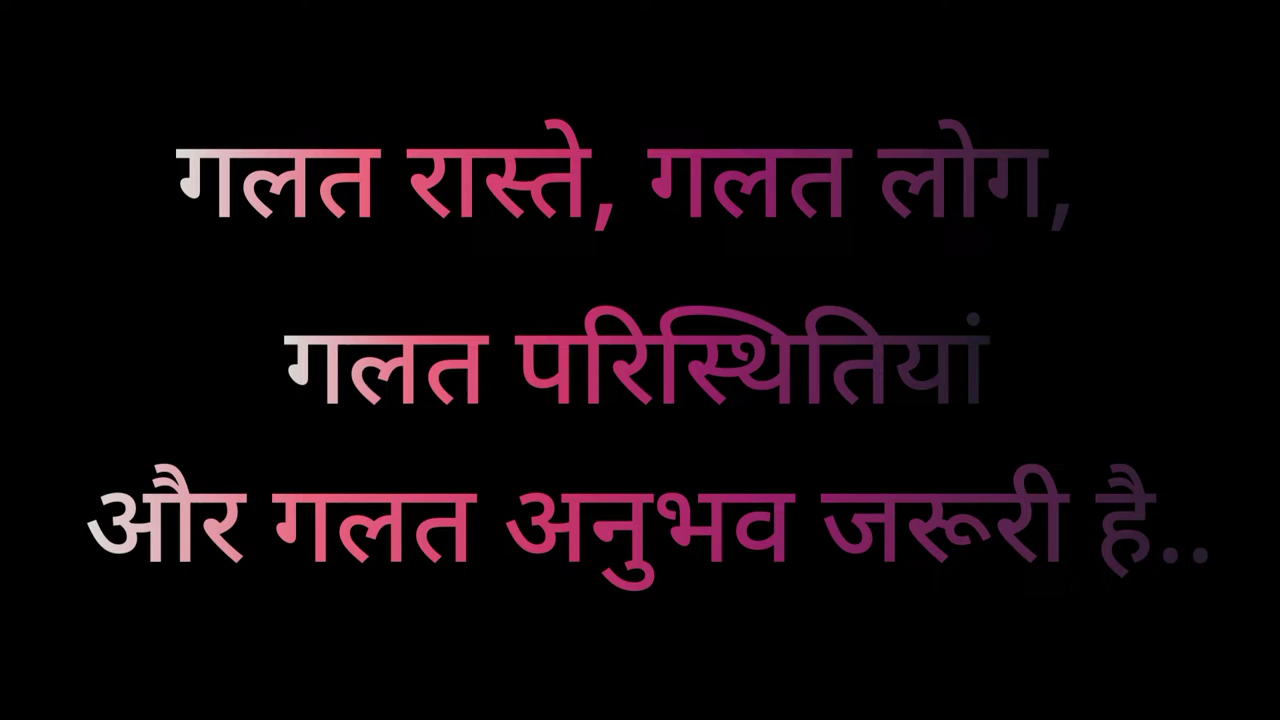 गलत रास्ते, गलत लोग,
गलत परिस्थितियां
और गलत अनुभव जरूरी है..